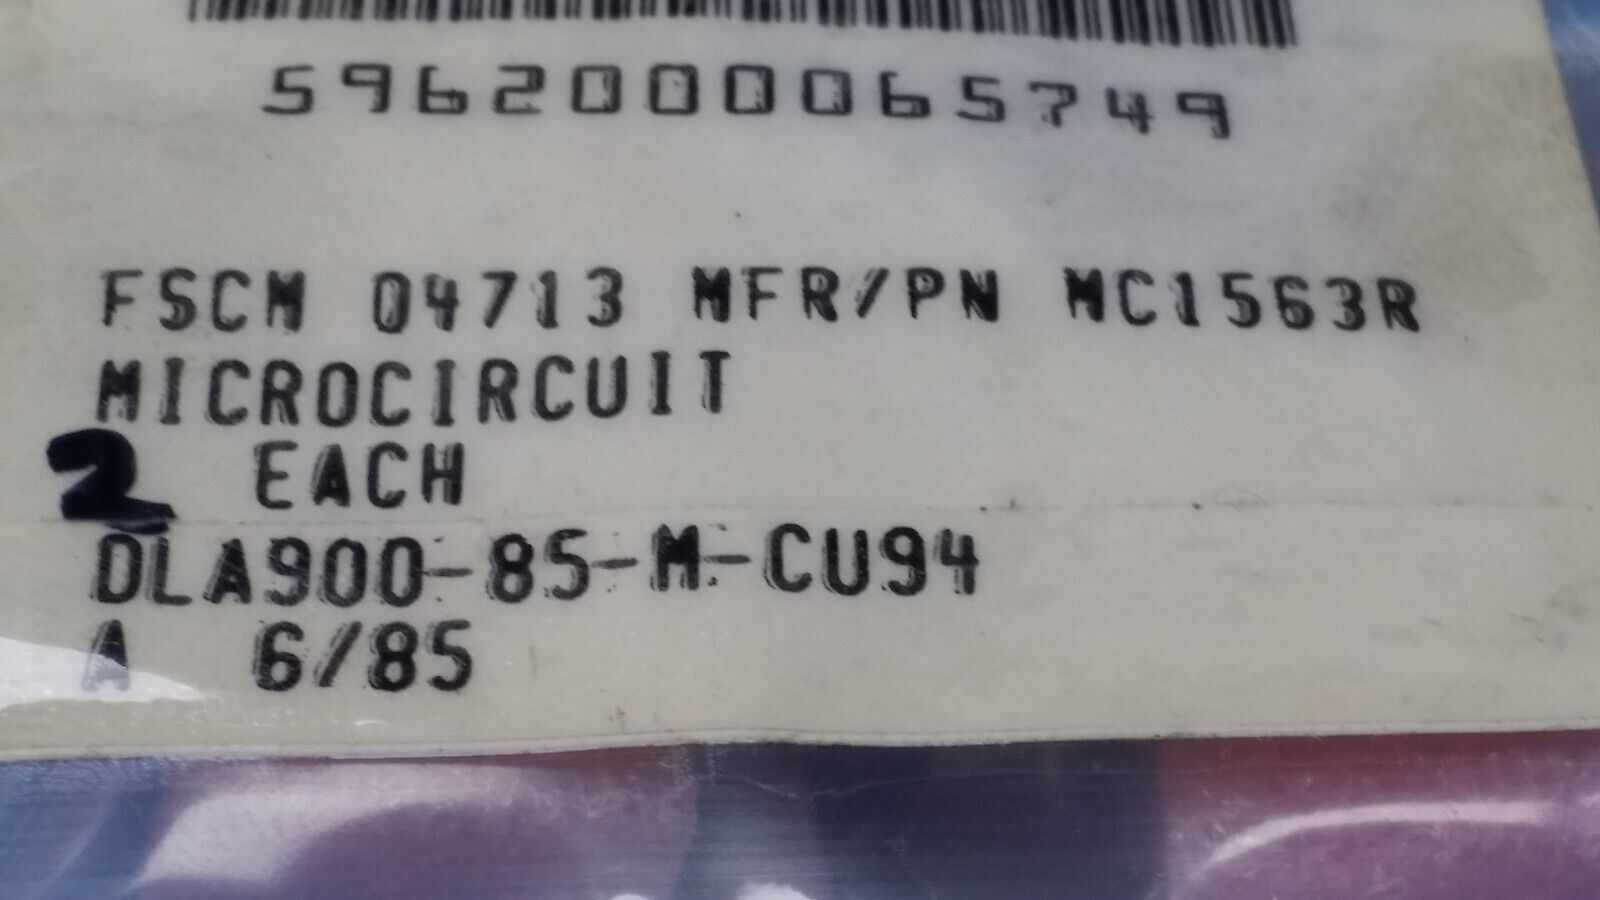 5962000065749
FSCM 04713 MFR/PN MC1563R
MICROCIRCUIT
2 EACH
DLA900-85-M-CU94
A 6/85